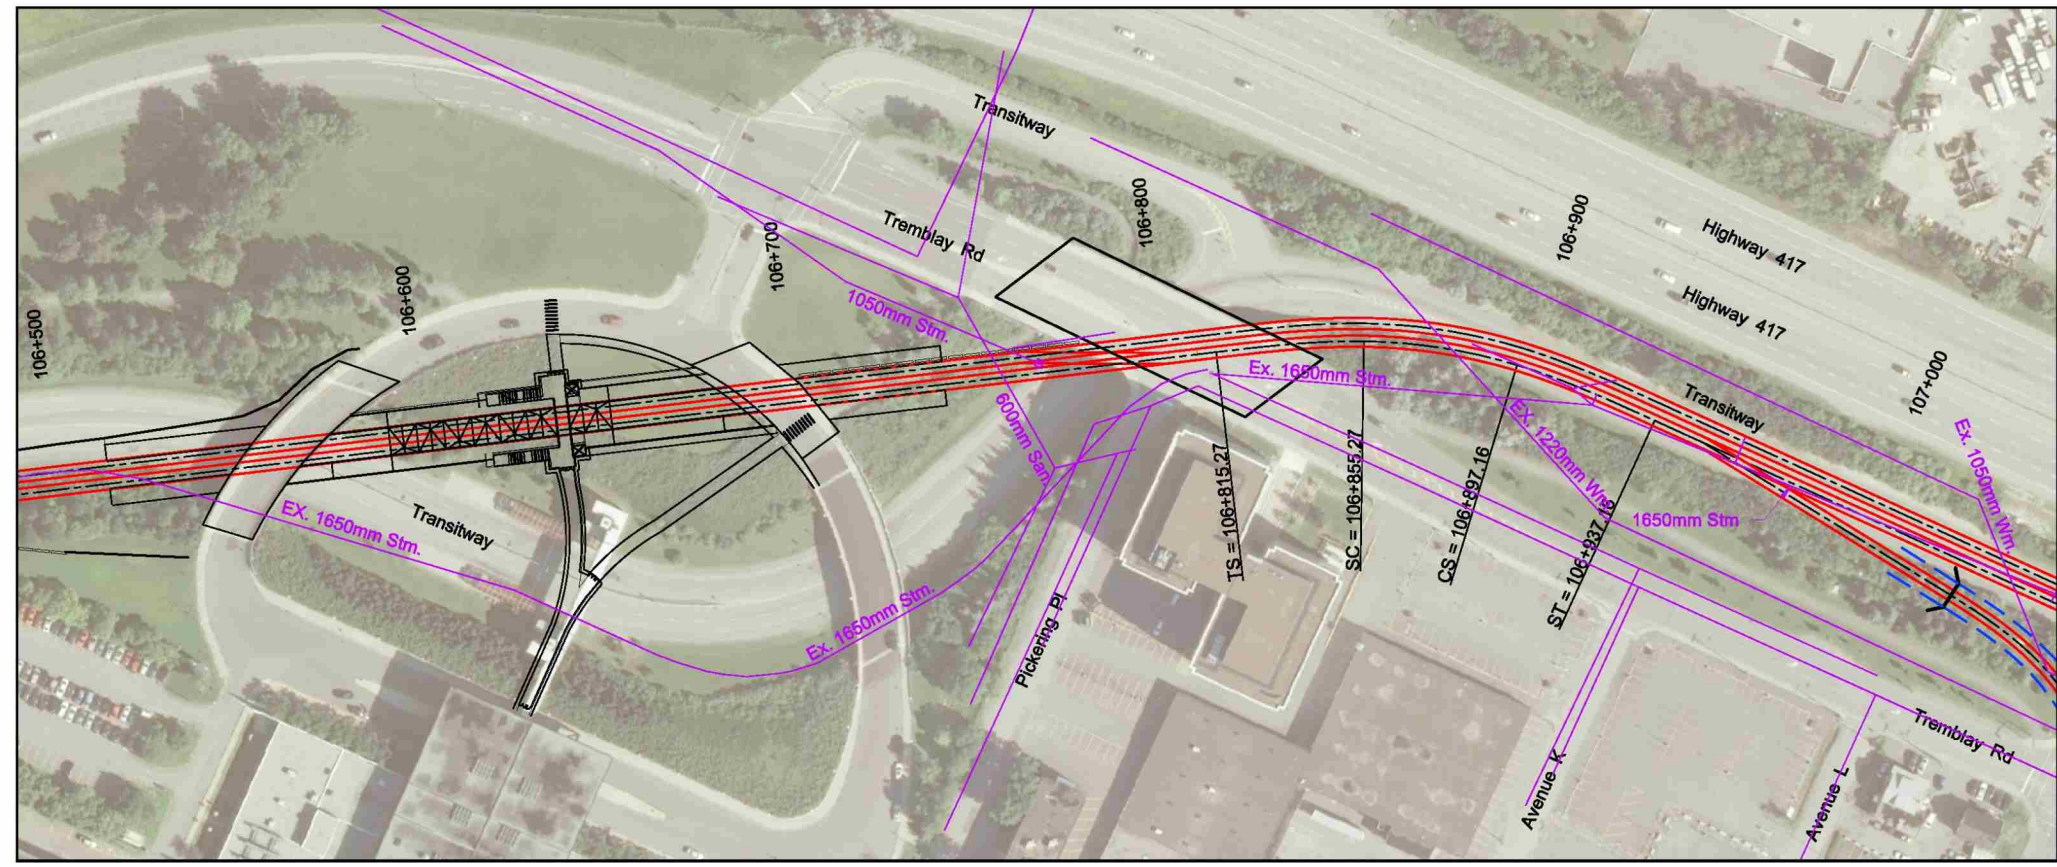 Transitway
106+800
106+900
Highway 417
Tremblay Rd
106+700
106+600
Highway 417
106+500
1050mm Stm.
107+000
Ex. 1650mm Stm.
Transitway
600mm San.
EX. 1220mm Wm.
Ex. 1050mm Wm.
TS = 106+815.27
SC = 106+855.27
CS = 106+897.16
ST = 106+937.16
EX. 1650mm Stm.
Transitway
1650mm Stm
Ex. 1650mm Stm.
Pickering Pl
Tremblay Rd
Avenue K
Avenue L